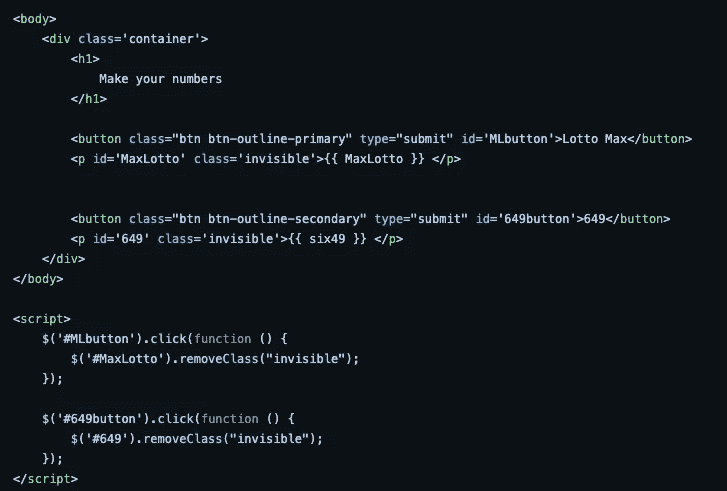 <body>
    <div class='container'>
        <h1>
            Make your numbers
        </h1>

        <button class="btn btn-outline-primary" type="submit" id='MLbutton'>Lotto Max</button>
        <p id='MaxLotto' class='invisible'>{{ MaxLotto }} </p>


        <button class="btn btn-outline-secondary" type="submit" id='649button'>649</button>
        <p id='649' class='invisible'>{{ six49 }} </p>
    </div>
</body>

<script>
    $('#MLbutton').click(function () {
        $('#MaxLotto').removeClass("invisible");
    });

    $('#649button').click(function () {
        $('#649').removeClass("invisible");
    });
</script>